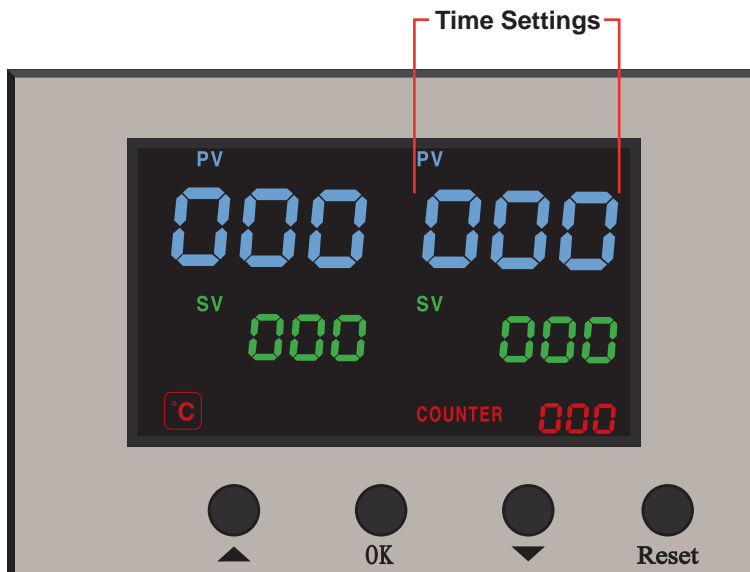 Time Settings
PV PV
000 000
SV SV
000 000
°C COUNTER 000
OK Reset